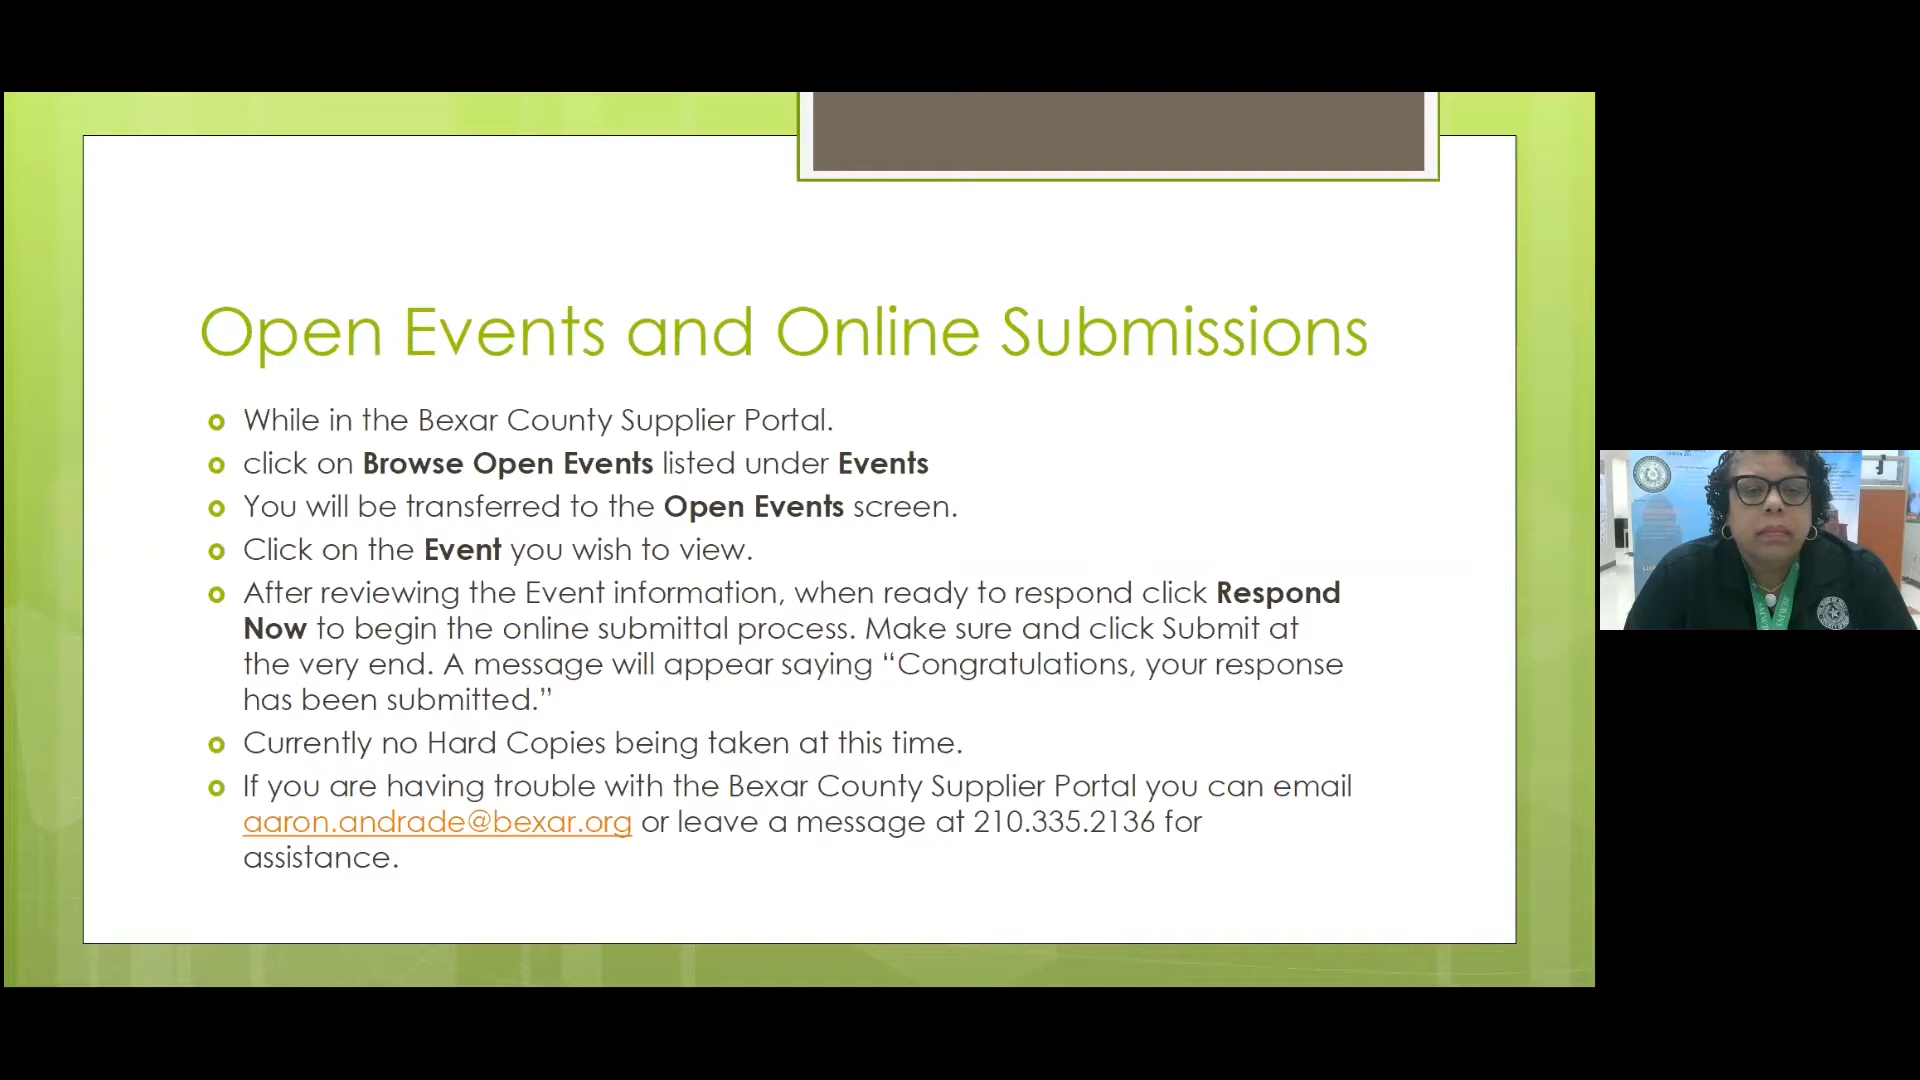 Open Events and Online Submissions
While in the Bexar County Supplier Portal.
click on Browse Open Events listed under Events
You will be transferred to the Open Events screen.
Click on the Event you wish to view.
After reviewing the Event information, when ready to respond click Respond
Now to begin the online submittal process. Make sure and click Submit at
the very end. A message will appear saying “Congratulations, your response
has been submitted.”
Currently no Hard Copies being taken at this time.
If you are having trouble with the Bexar County Supplier Portal you can email
aaron.andrade@bexar.org or leave a message at 210.335.2136 for
assistance.